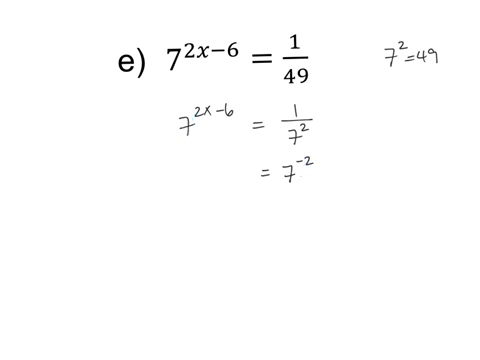 e) 7^{2x−6} = 1/49
7^2 = 49
7^{2x−6} = 1/7^2
= 7^{−2}